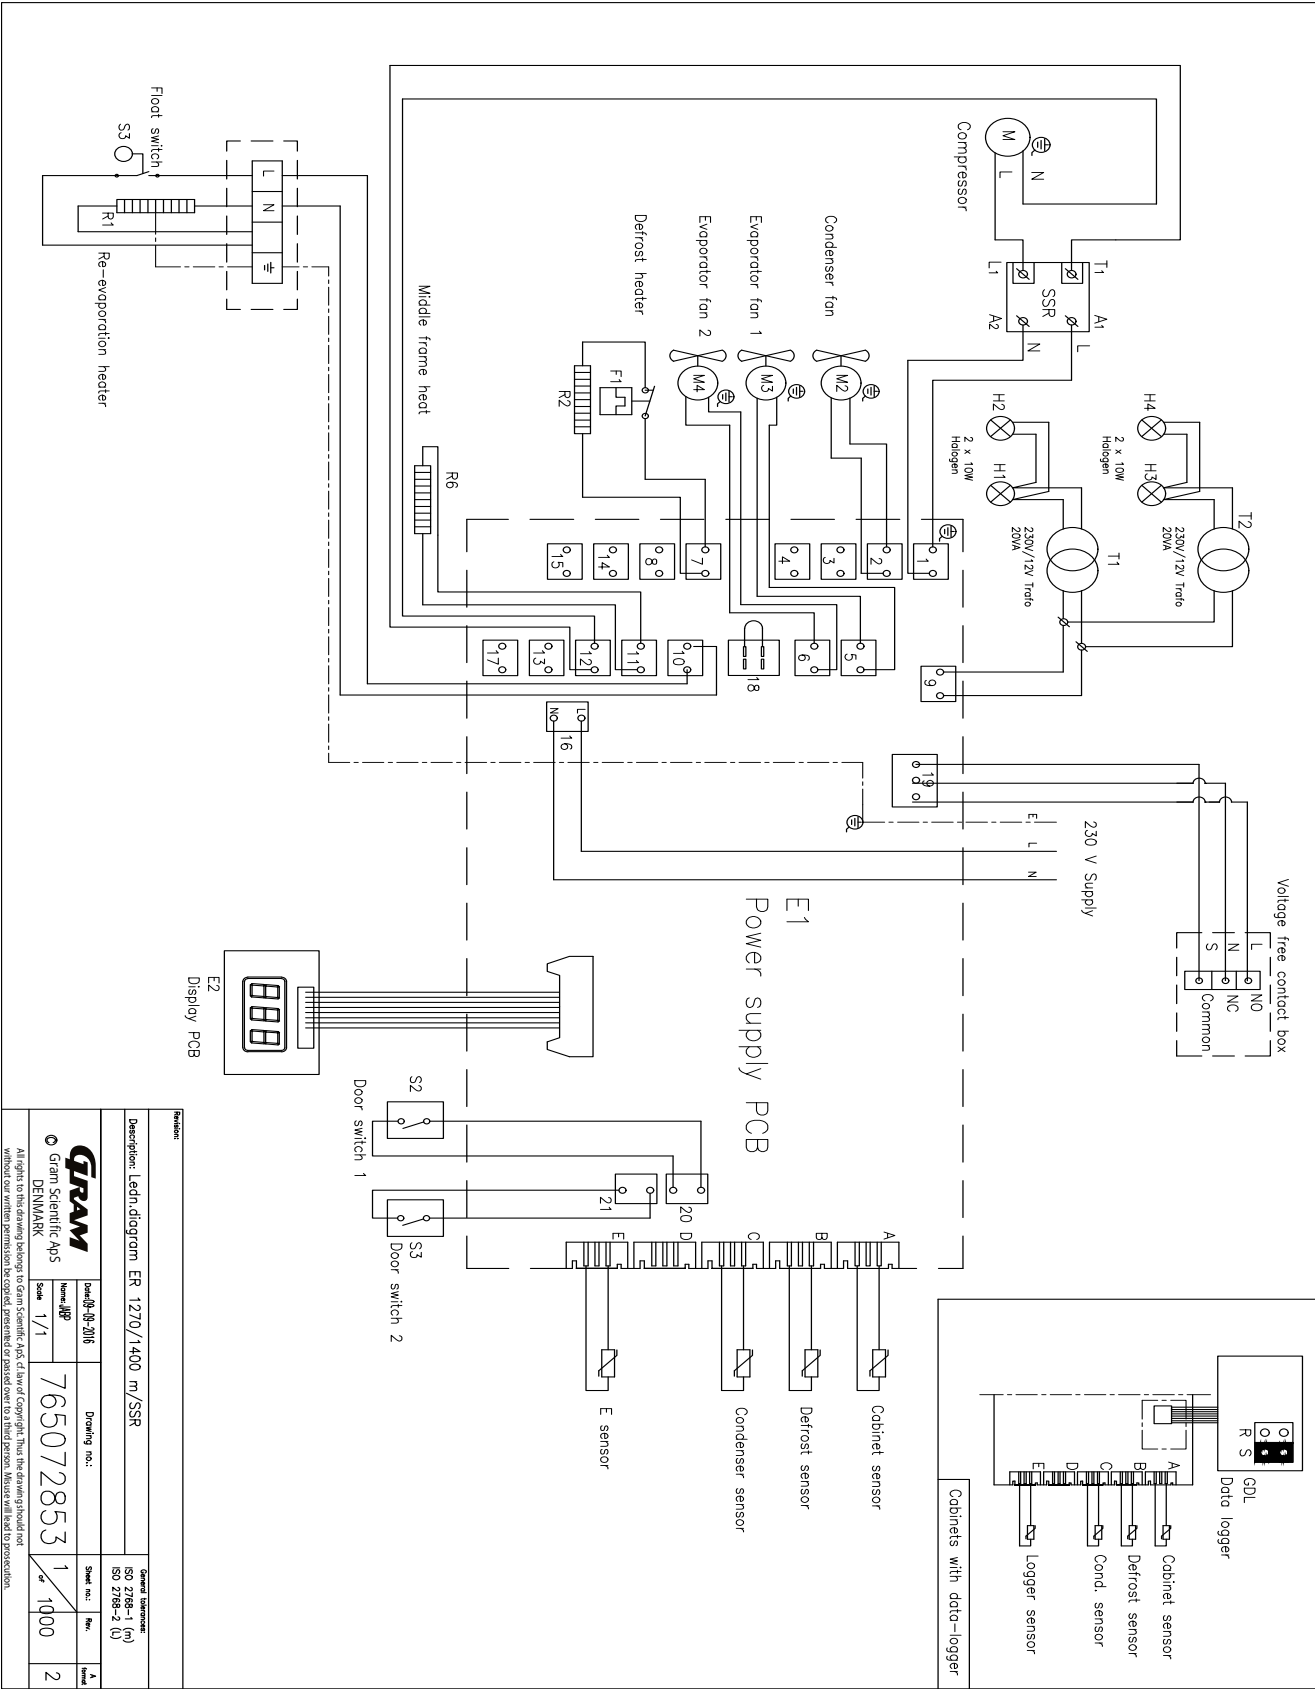 Voltage free contact box
L
N
S
NO
NC
Common
230 V Supply
E
L
N
T2
230V/12V Trafo
20VA
H4
H3
2 x 10W
Halogen
T1
230V/12V Trafo
20VA
H2
H1
2 x 10W
Halogen
Compressor
M
N
L
T1
L1
SSR
A1
A2
L
N
Condenser fan
M2
Evaporator fan 1
M3
Evaporator fan 2
M4
Defrost heater
F1
R2
Middle frame heat
R6
Float switch
S3
R1
Re-evaporation heater
L
N
1
2
3
4
7
8
14
15
5
6
18
10
11
12
13
17
9
19
16
L
N
E1
Power supply PCB
E2
Display PCB
S2
Door switch 1
S3
Door switch 2
20
21
A
B
C
D
E
Cabinet sensor
Defrost sensor
Condenser sensor
E sensor
GDL
Data logger
R
S
A
B
C
D
E
Cabinet sensor
Defrost sensor
Cond. sensor
Logger sensor
Cabinets with data-logger
Revision:
Description: Ledn.diagram ER 1270/1400 m/SSR
General tolerances:
ISO 2768-1 (m)
ISO 2768-2 (L)
GRAM
© Gram Scientific ApS
DENMARK
Date: 09-09-2016
Scale 1/1
Drawing no.:
765072853
Sheet no.:
1 of 1000
Rev.
A format
2
All rights to this drawing belongs to Gram Scientific ApS, cf. law of Copyright. Thus the drawing should not
without our written permission be copied, presented or passed over to a third person. Misuse will lead to prosecution.